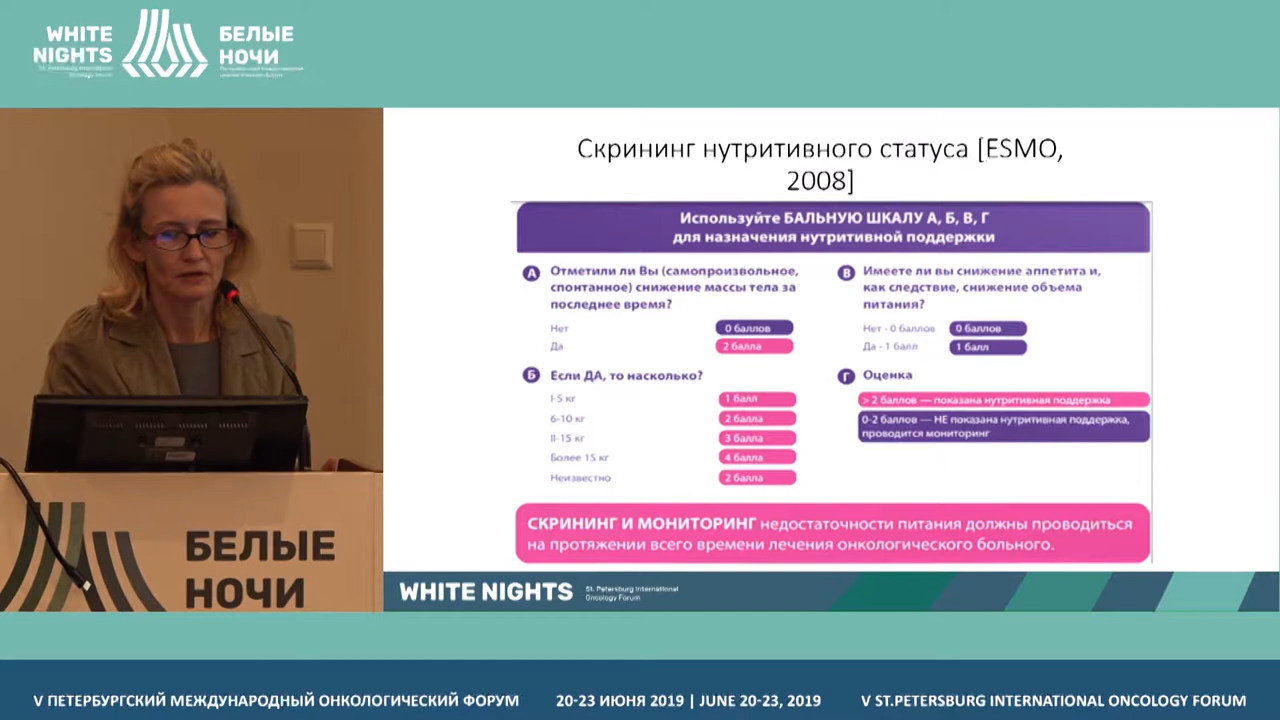 WHITE
NIGHTS
БЕЛЫЕ
НОЧИ
Скрининг нутритивного статуса [ESMO,
2008]
Используйте БАЛЬНУЮ ШКАЛУ А, Б, В, Г
для назначения нутритивной поддержки
А Отметили ли Вы (самопроизвольное,
спонтанное) снижение массы тела за
последнее время?
Нет 0 баллов
Да 2 балла
Б Если ДА, то насколько?
I-5 кг 1 балл
6-10 кг 2 балла
II-15 кг 3 балла
Более 15 кг 4 балла
Неизвестно 2 балла
В Имеете ли вы снижение аппетита и,
как следствие, снижение объема
питания?
Нет - 0 баллов 0 баллов
Да - 1 балл 1 балл
Г Оценка
> 2 баллов — показана нутритивная поддержка
0-2 баллов — НЕ показана нутритивная поддержка,
проводится мониторинг
СКРИНИНГ И МОНИТОРИНГ недостаточности питания должны проводиться
на протяжении всего времени лечения онкологического больного.
БЕЛЫЕ
НОЧИ
WHITE NIGHTS
St. Petersburg International
Oncology Forum
V ПЕТЕРБУРГСКИЙ МЕЖДУНАРОДНЫЙ ОНКОЛОГИЧЕСКИЙ ФОРУМ
20-23 ИЮНЯ 2019 | JUNE 20-23, 2019
V ST.PETERSBURG INTERNATIONAL ONCOLOGY FORUM